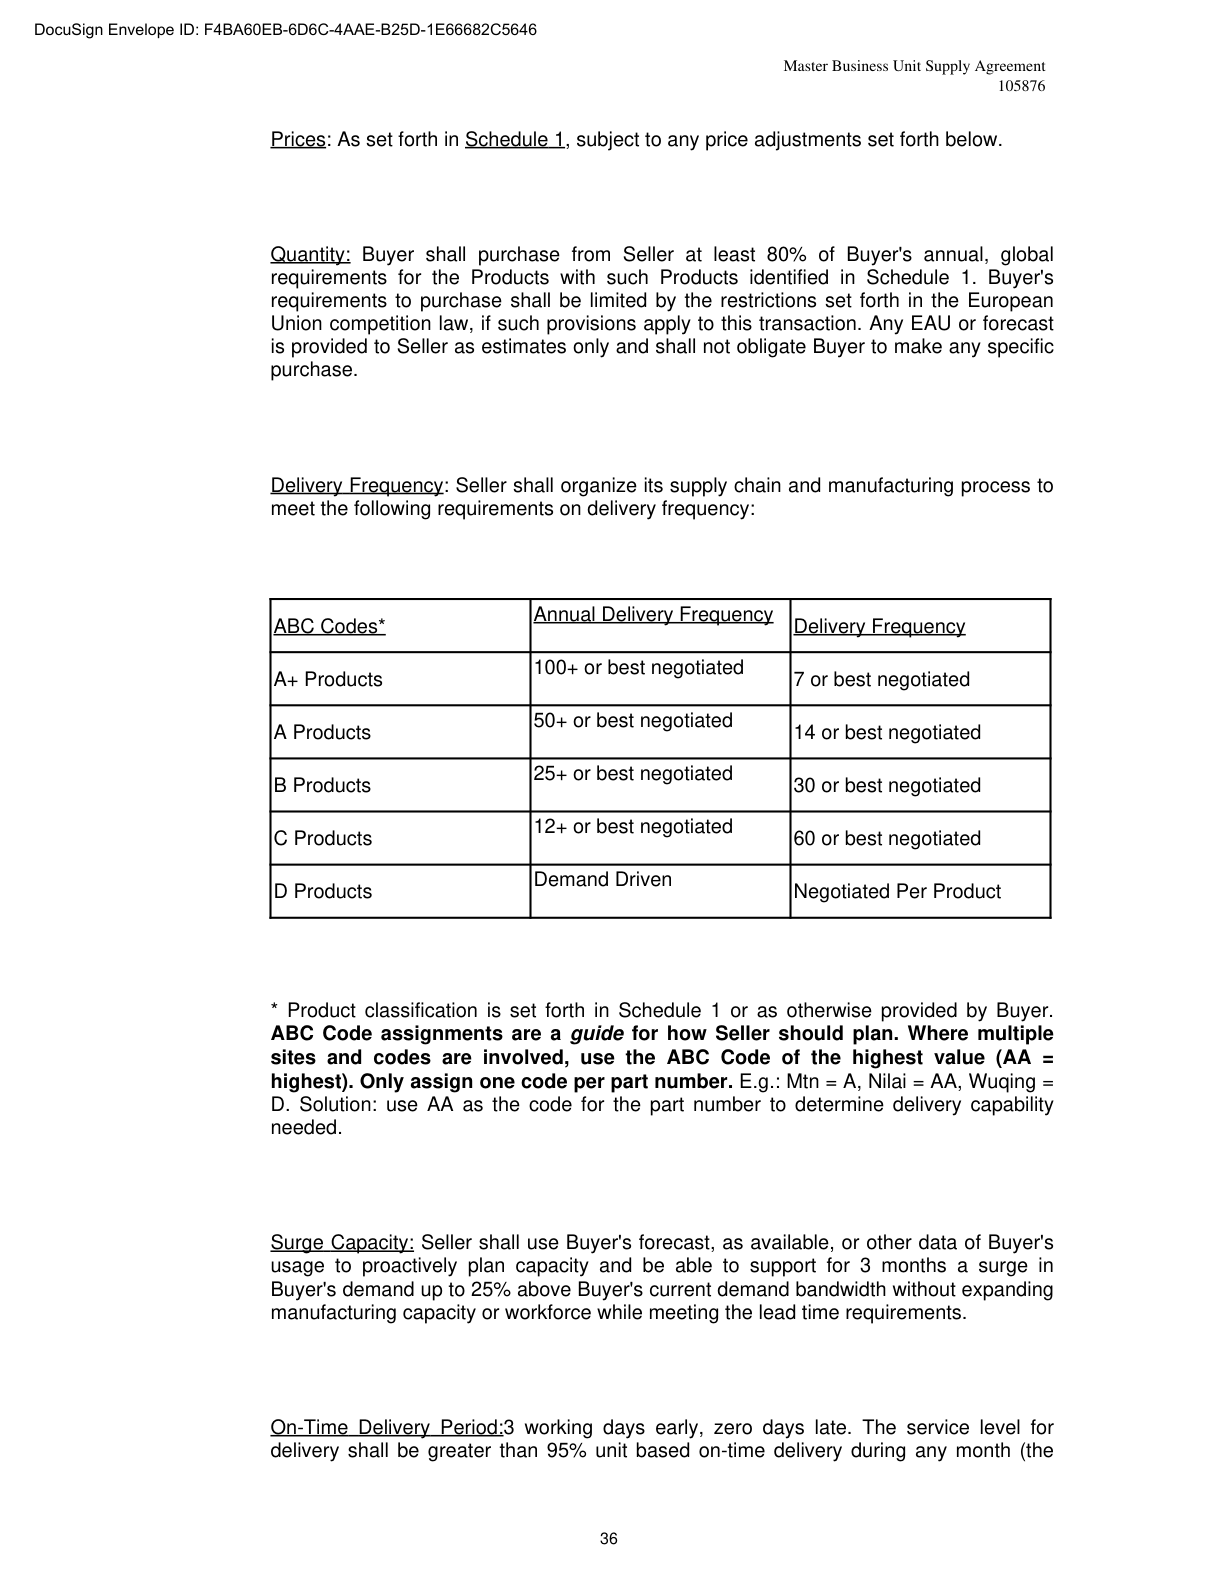 DocuSign Envelope ID: F4BA60EB-6D6C-4AAE-B25D-1E66682C5646
Master Business Unit Supply Agreement
105876
Prices: As set forth in Schedule 1, subject to any price adjustments set forth below.
Quantity: Buyer shall purchase from Seller at least 80% of Buyer's annual, global
requirements for the Products with such Products identified in Schedule 1. Buyer's
requirements to purchase shall be limited by the restrictions set forth in the European
Union competition law, if such provisions apply to this transaction. Any EAU or forecast
is provided to Seller as estimates only and shall not obligate Buyer to make any specific
purchase.
Delivery Frequency: Seller shall organize its supply chain and manufacturing process to
meet the following requirements on delivery frequency:
ABC Codes* Annual Delivery Frequency Delivery Frequency
A+ Products 100+ or best negotiated 7 or best negotiated
A Products 50+ or best negotiated 14 or best negotiated
B Products 25+ or best negotiated 30 or best negotiated
C Products 12+ or best negotiated 60 or best negotiated
D Products Demand Driven Negotiated Per Product
* Product classification is set forth in Schedule 1 or as otherwise provided by Buyer.
ABC Code assignments are a guide for how Seller should plan. Where multiple
sites and codes are involved, use the ABC Code of the highest value (AA =
highest). Only assign one code per part number. E.g.: Mtn = A, Nilai = AA, Wuqing =
D. Solution: use AA as the code for the part number to determine delivery capability
needed.
Surge Capacity: Seller shall use Buyer's forecast, as available, or other data of Buyer's
usage to proactively plan capacity and be able to support for 3 months a surge in
Buyer's demand up to 25% above Buyer's current demand bandwidth without expanding
manufacturing capacity or workforce while meeting the lead time requirements.
On-Time Delivery Period:3 working days early, zero days late. The service level for
delivery shall be greater than 95% unit based on-time delivery during any month (the
36